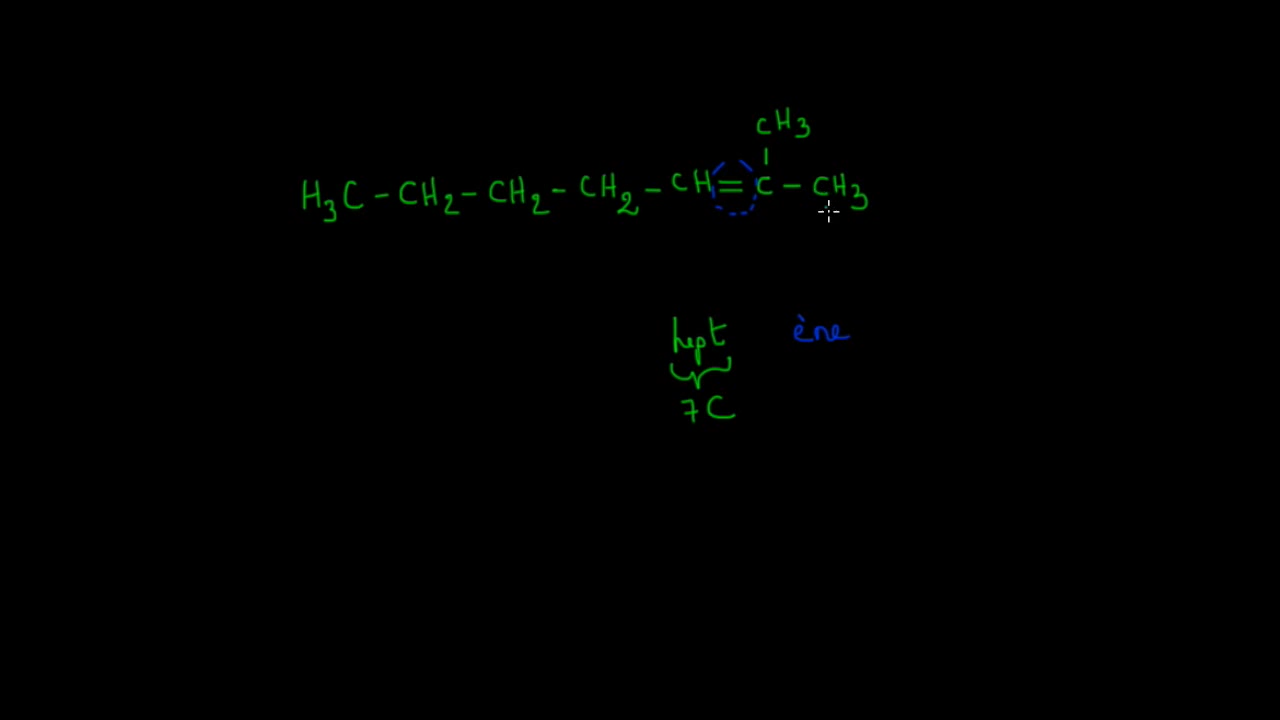 CH3
H3C - CH2 - CH2 - CH2 - CH = C - CH3
hept ène
7C